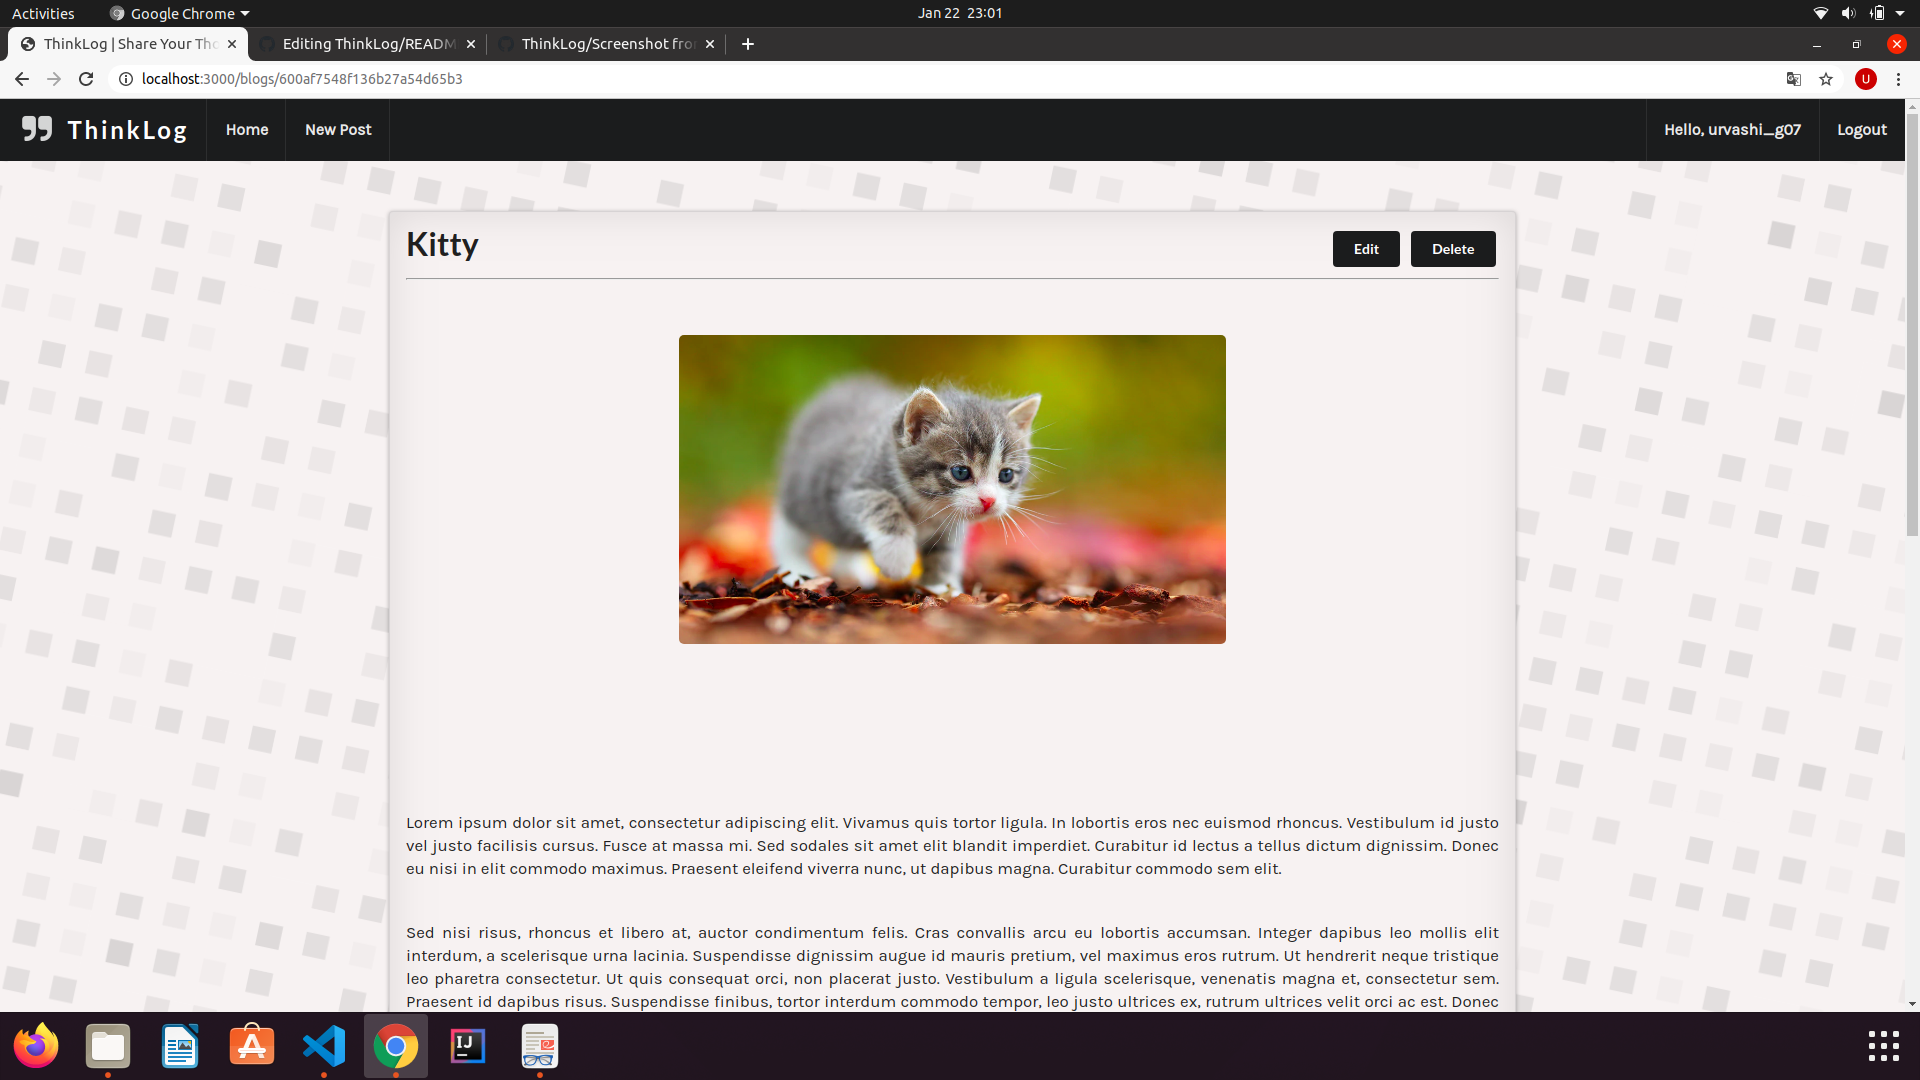 Activities
Google Chrome
Jan 22 23:01
ThinkLog | Share Your Tho
Editing ThinkLog/READM
ThinkLog/Screenshot fro
localhost:3000/blogs/600af7548f136b27a54d65b3
U
ThinkLog
Home
New Post
Hello, urvashi_g07
Logout
Kitty
Edit
Delete
Lorem ipsum dolor sit amet, consectetur adipiscing elit. Vivamus quis tortor ligula. In lobortis eros nec euismod rhoncus. Vestibulum id justo
vel justo facilisis cursus. Fusce at massa mi. Sed sodales sit amet elit blandit imperdiet. Curabitur id lectus a tellus dictum dignissim. Donec
eu nisi in elit commodo maximus. Praesent eleifend viverra nunc, ut dapibus magna. Curabitur commodo sem elit.
Sed nisi risus, rhoncus et libero at, auctor condimentum felis. Cras convallis arcu eu lobortis accumsan. Integer dapibus leo mollis elit
interdum, a scelerisque urna lacinia. Suspendisse dignissim augue id mauris pretium, vel maximus eros rutrum. Ut hendrerit neque tristique
leo pharetra consectetur. Ut quis consequat orci, non placerat justo. Vestibulum a ligula scelerisque, venenatis magna et, consectetur sem.
Praesent id dapibus risus. Suspendisse finibus, tortor interdum commodo tempor, leo justo ultrices ex, rutrum ultrices velit orci ac est. Donec
IJ